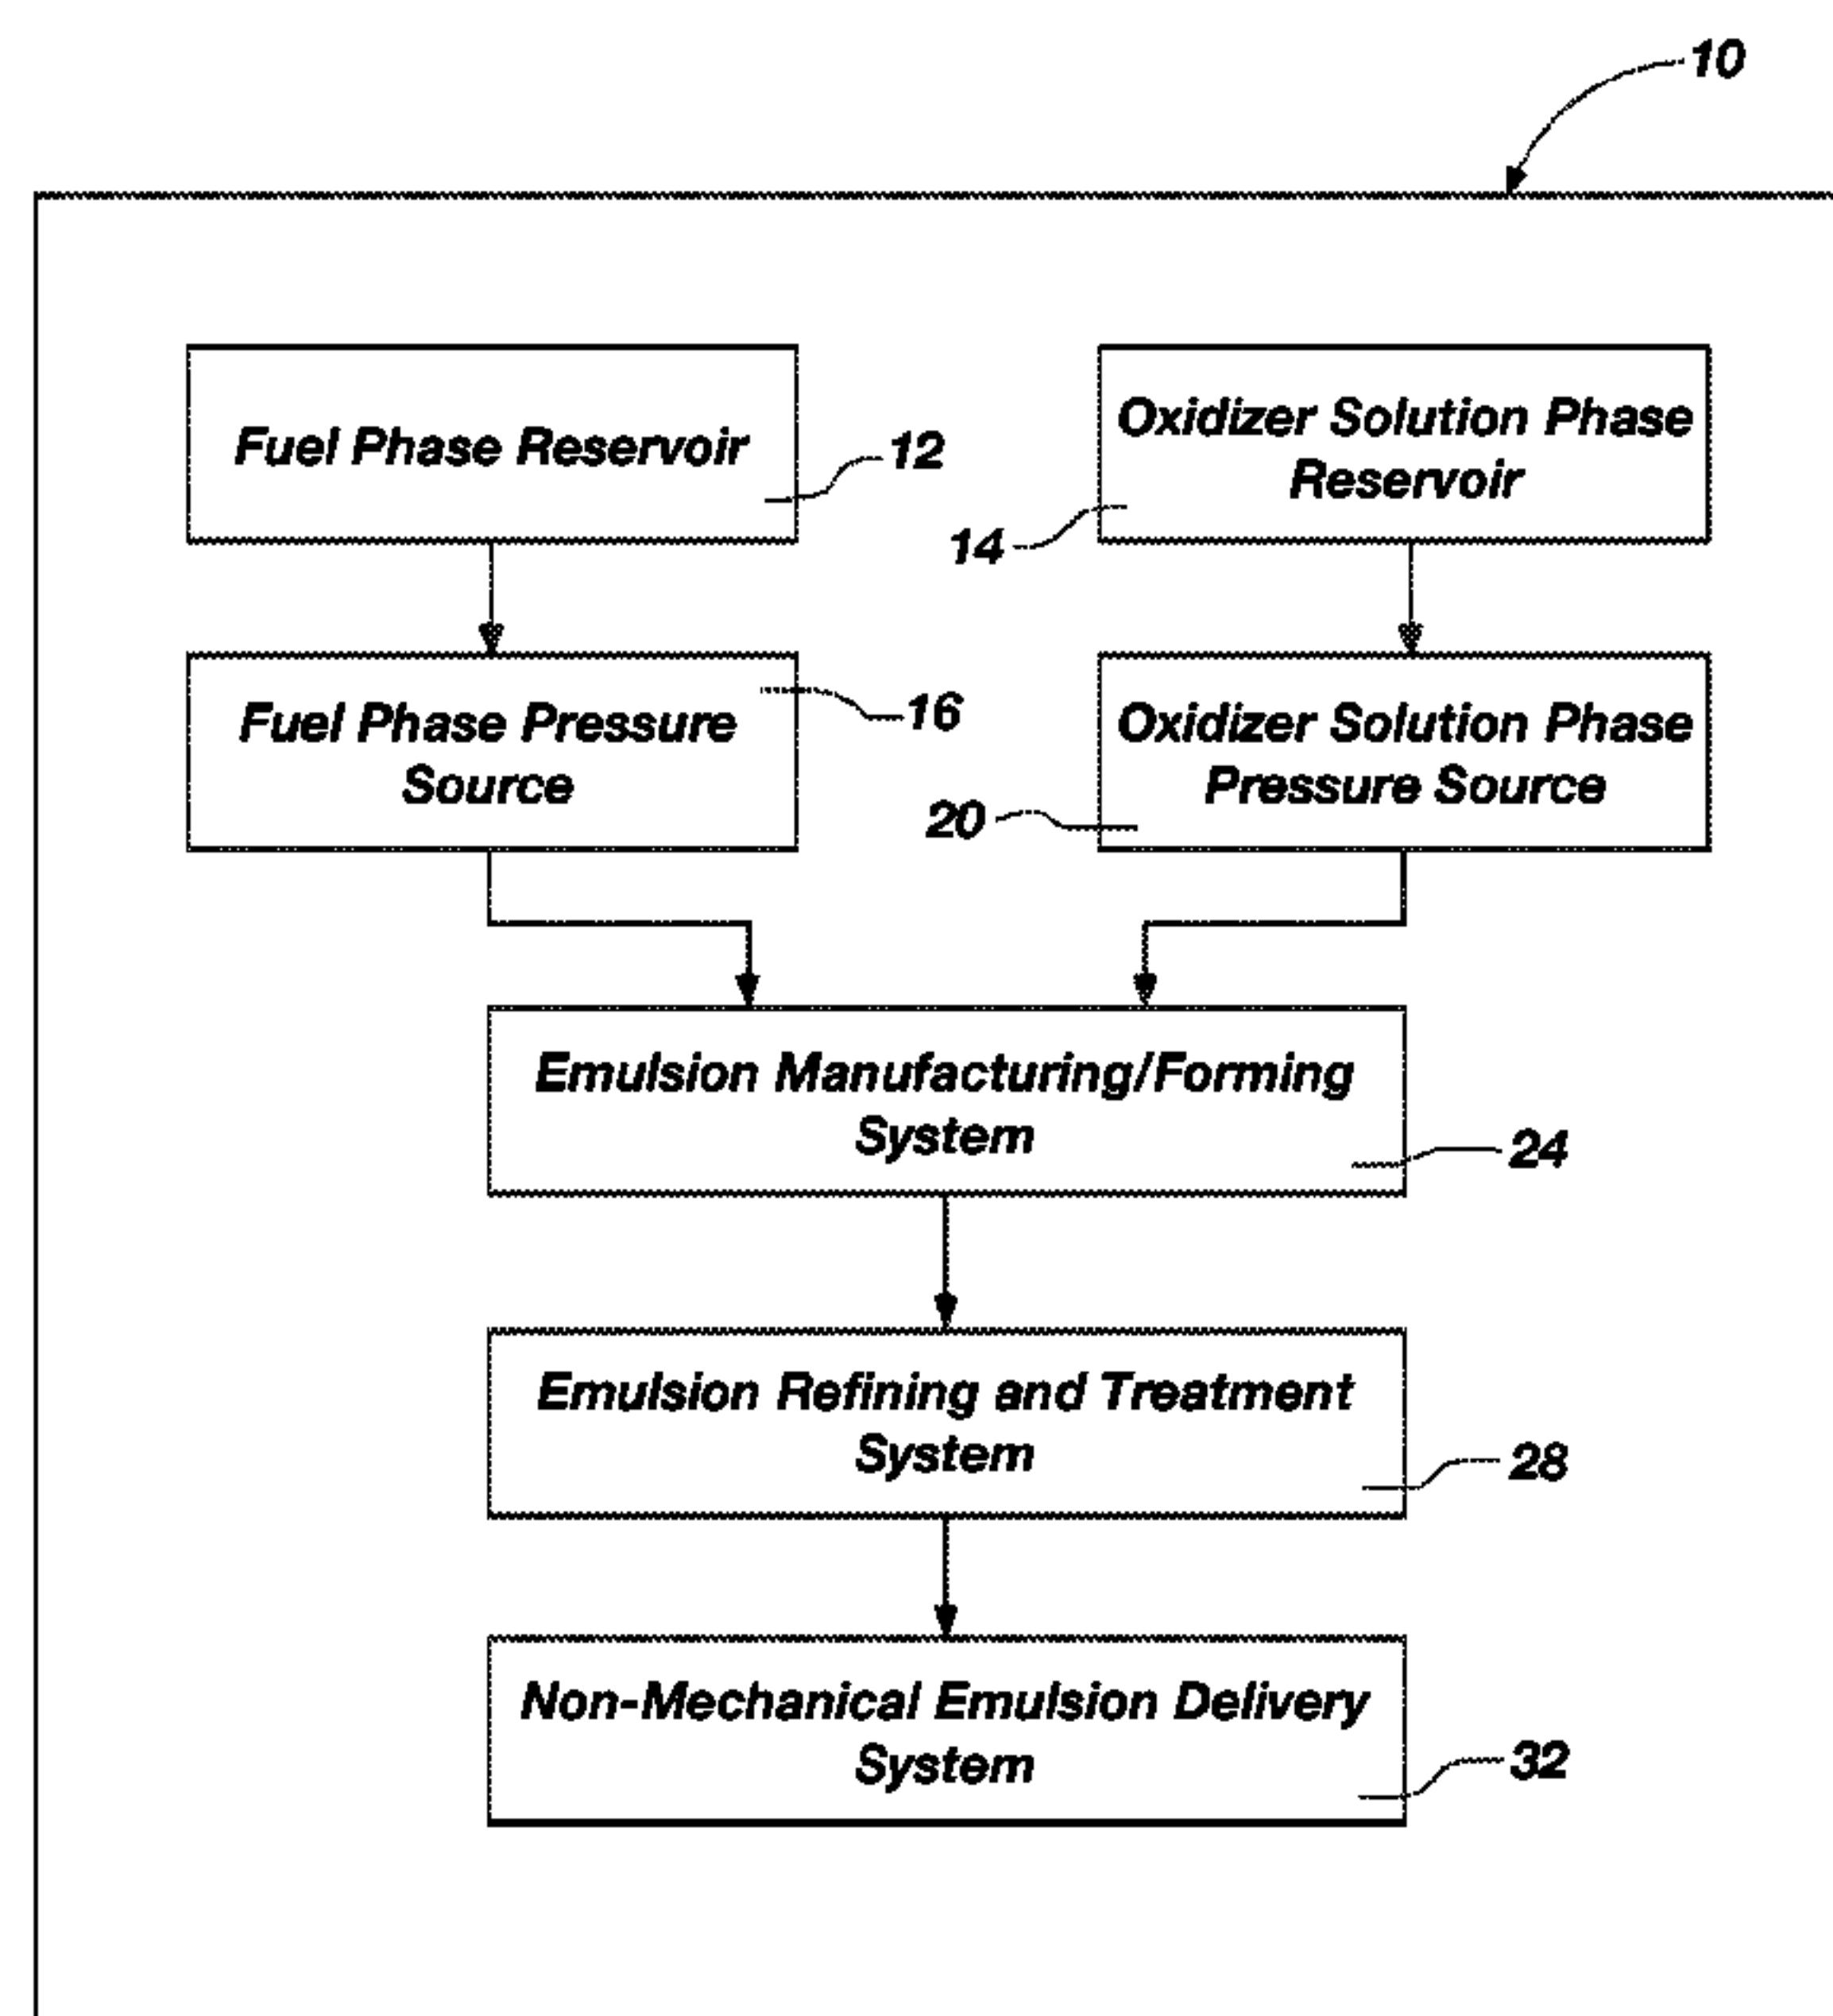 10
Fuel Phase Reservoir
12
Oxidizer Solution Phase
Reservoir
14
Fuel Phase Pressure
Source
16
Oxidizer Solution Phase
Pressure Source
20
Emulsion Manufacturing/Forming
System
24
Emulsion Refining and Treatment
System
28
Non-Mechanical Emulsion Delivery
System
32